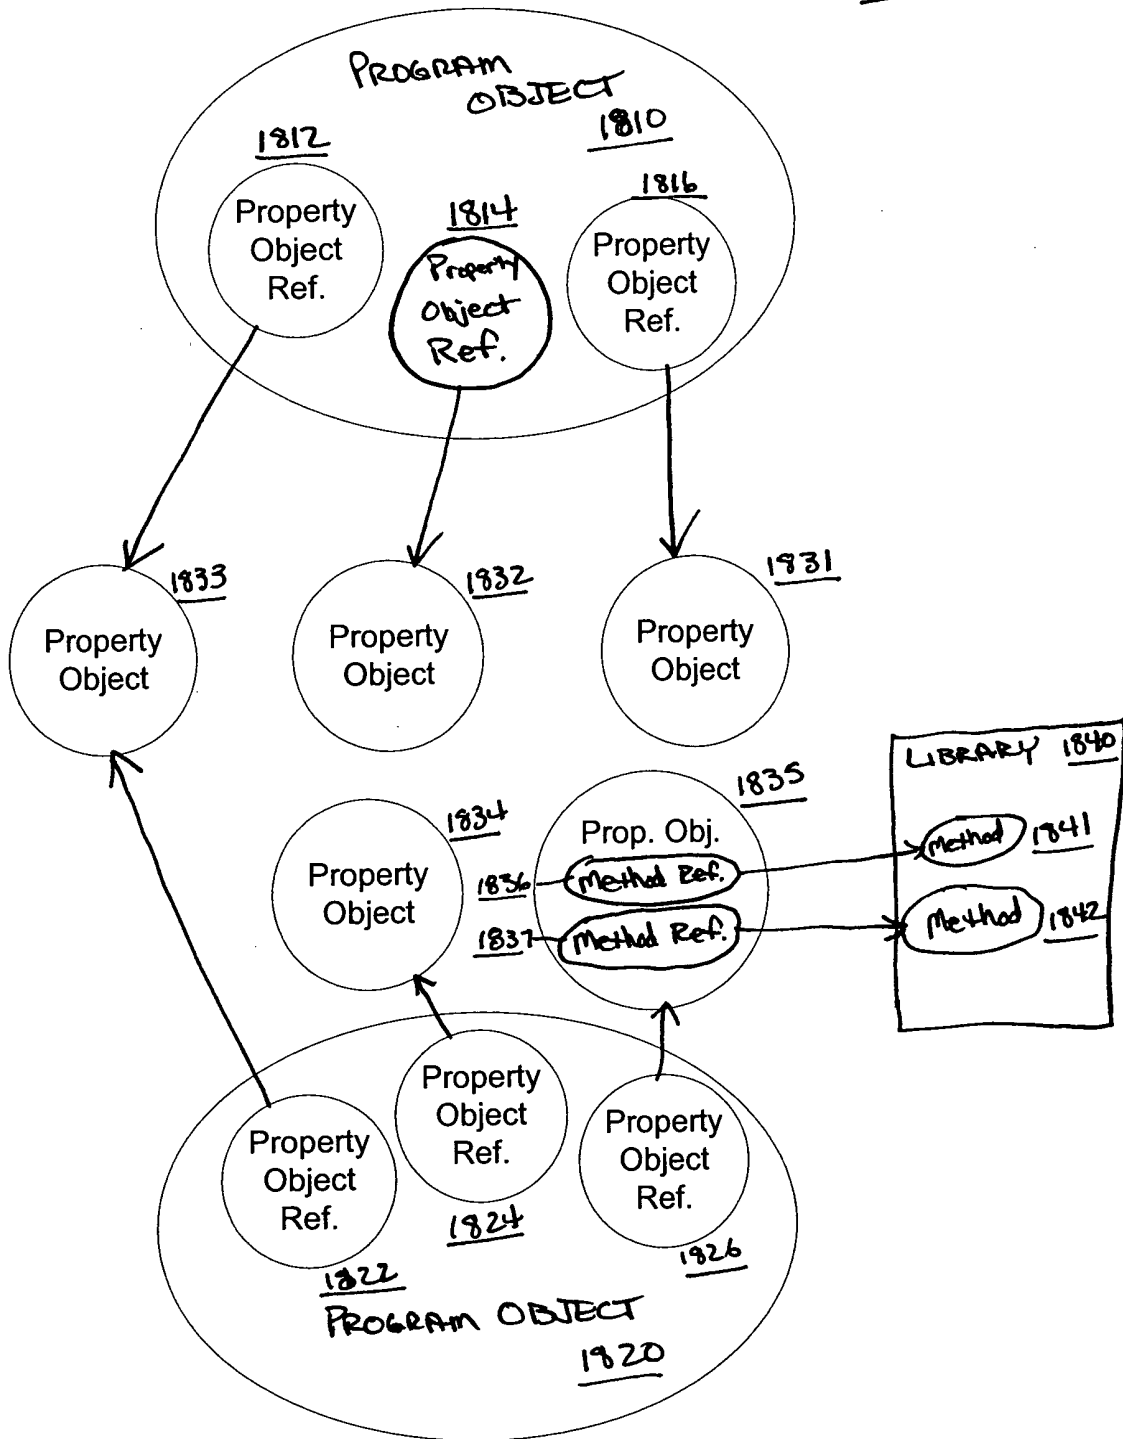 PROGRAM
OBJECT
1810
1812
Property
Object
Ref.
1814
Property
Object
Ref.
1816
Property
Object
Ref.
1833
Property
Object
1832
Property
Object
1831
Property
Object
LIBRARY 1840
Method 1841
Method 1842
1834
Property
Object
1835
Prop. Obj.
1836 Method Ref.
1837 Method Ref.
Property
Object
Ref.
1822
Property
Object
Ref.
1824
Property
Object
Ref.
1826
PROGRAM OBJECT
1820